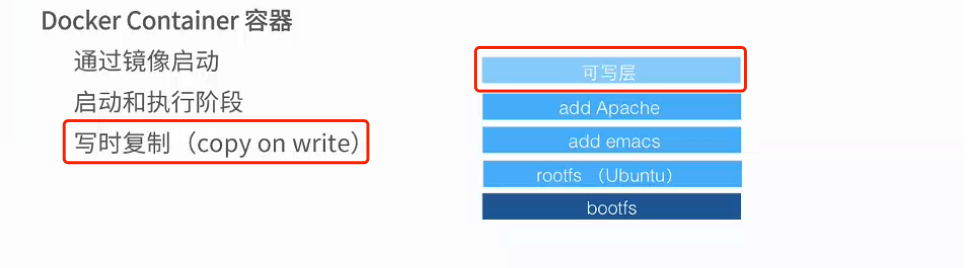 Docker Container 容器
通过镜像启动
启动和执行阶段
写时复制（copy on write）
可写层
add Apache
add emacs
rootfs （Ubuntu）
bootfs